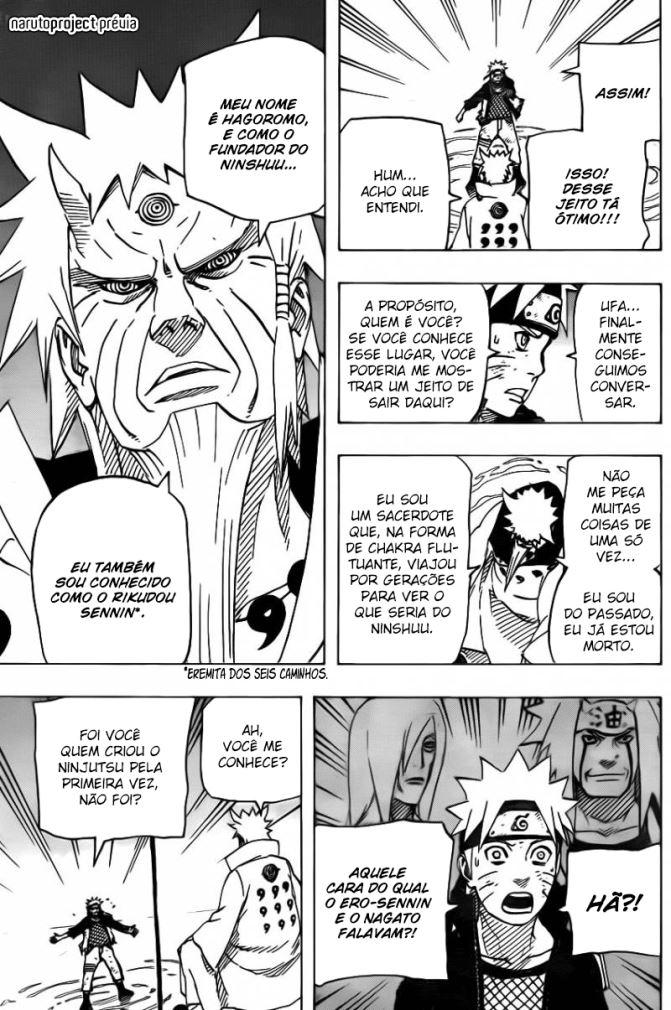 narutoproject prévia
ASSIM!
ISSO!
DESSE
JEITO TÁ
ÓTIMO!!!
HUM...
ACHO QUE
ENTENDI.
UFA...
FINAL-
MENTE
CONSE-
GUIMOS
CONVER-
SAR.
A PROPÓSITO,
QUEM É VOCÊ?
SE VOCÊ CONHECE
ESSE LUGAR, VOCÊ
PODERIA ME MOS-
TRAR UM JEITO DE
SAIR DAQUI?
NÃO
ME PEÇA
MUITAS
COISAS DE
UMA SÓ
VEZ...
EU SOU
DO PASSADO,
EU JÁ ESTOU
MORTO.
EU SOU
UM SACERDOTE
QUE, NA FORMA
DE CHAKRA FLU-
TUANTE, VIAJOU
POR GERAÇÕES
PARA VER O
QUE SERIA DO
NINSHUU.
MEU NOME
É HAGOROMO,
E COMO O
FUNDADOR DO
NINSHUU...
EU TAMBÉM
SOU CONHECIDO
COMO O RIKUDOU
SENNIN*.
*EREMITA DOS SEIS CAMINHOS.
油
HÃ?!
AQUELE
CARA DO QUAL
O ERO-SENNIN
E O NAGATO
FALAVAM?!
AH,
VOCÊ ME
CONHECE?
FOI VOCÊ
QUEM CRIOU O
NINJUTSU PELA
PRIMEIRA VEZ,
NÃO FOI?